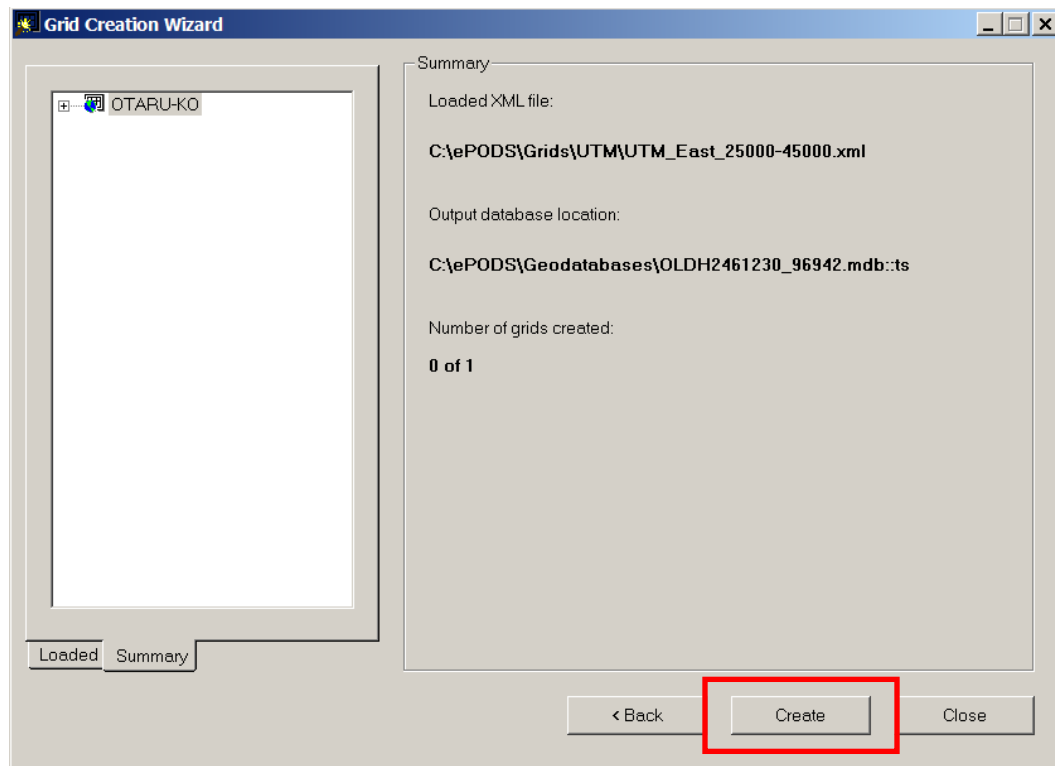 Grid Creation Wizard
OTARU-KO
Loaded
Summary
Summary
Loaded XML file:
C:\ePODS\Grids\UTM\UTM_East_25000-45000.xml
Output database location:
C:\ePODS\Geodatabases\OLDH2461230_96942.mdb::ts
Number of grids created:
0 of 1
< Back
Create
Close